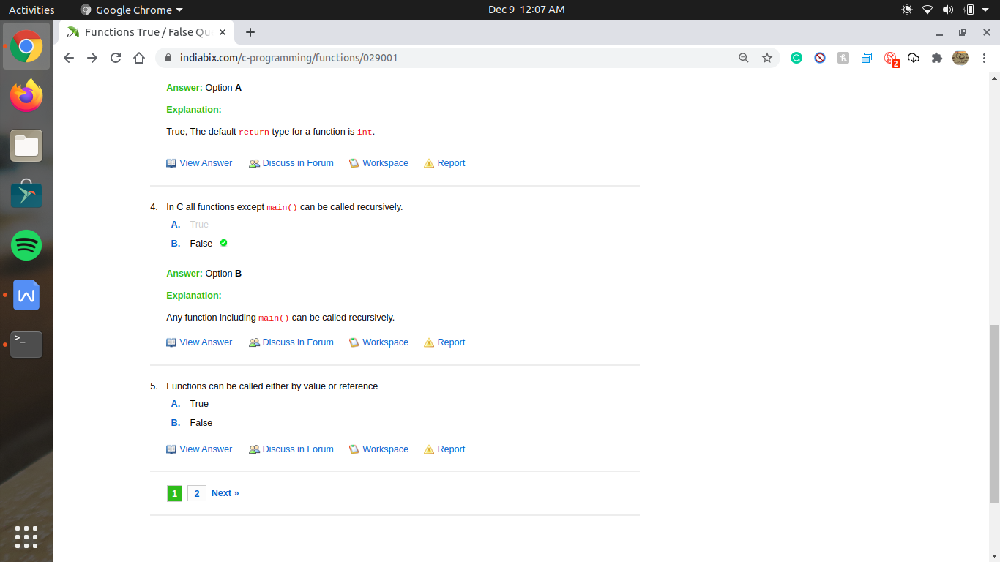 Activities
Google Chrome
Dec 9 12:07 AM
Functions True / False Qu
indiabix.com/c-programming/functions/029001
2
Answer: Option A
Explanation:
True, The default return type for a function is int.
View Answer Discuss in Forum Workspace Report
4. In C all functions except main() can be called recursively.
A. True
B. False
Answer: Option B
Explanation:
Any function including main() can be called recursively.
View Answer Discuss in Forum Workspace Report
5. Functions can be called either by value or reference
A. True
B. False
View Answer Discuss in Forum Workspace Report
1 2 Next »
>_